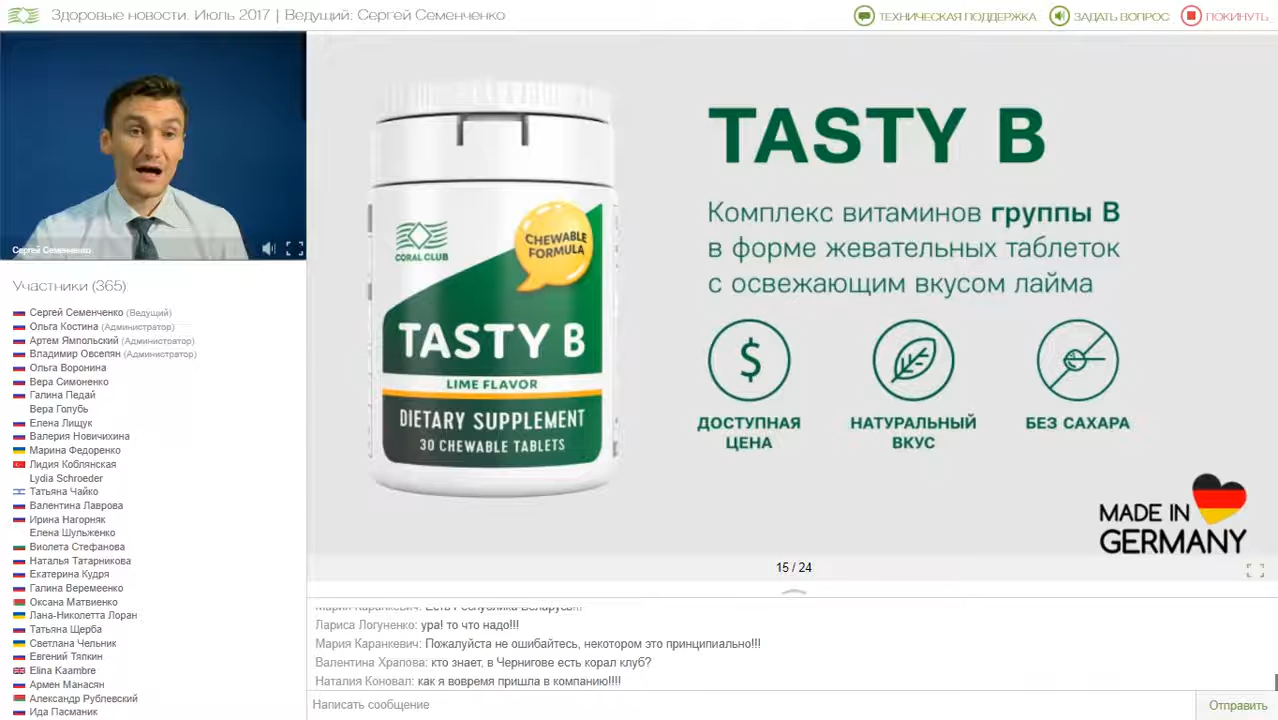 Здоровые новости. Июль 2017 | Ведущий: Сергей Семенченко
ТЕХНИЧЕСКАЯ ПОДДЕРЖКА
ЗАДАТЬ ВОПРОС
ПОКИНУТЬ
Сергей Семенченко
Участники (365):
Сергей Семенченко (Ведущий)
Ольга Костина (Администратор)
Артем Ямпольский (Администратор)
Владимир Овсепян (Администратор)
Ольга Воронина
Вера Симоненко
Галина Педай
Вера Голубь
Елена Лищук
Валерия Новичихина
Марина Федоренко
Лидия Коблянская
Lydia Schroeder
Татьяна Чайко
Валентина Лаврова
Ирина Нагорняк
Елена Шульженко
Виолета Стефанова
Наталья Татарникова
Екатерина Кудря
Галина Веремеенко
Оксана Матвиенко
Лана-Николетта Лоран
Татьяна Щерба
Светлана Чельник
Евгений Тяпкин
Elina Kaambre
Армен Манасян
Александр Рублевский
Ида Пасманик
CORAL CLUB
CHEWABLE
FORMULA
TASTY B
LIME FLAVOR
DIETARY SUPPLEMENT
30 CHEWABLE TABLETS
TASTY B
Комплекс витаминов группы В
в форме жевательных таблеток
с освежающим вкусом лайма
$
ДОСТУПНАЯ
ЦЕНА
НАТУРАЛЬНЫЙ
ВКУС
БЕЗ САХАРА
MADE IN
GERMANY
15 / 24
Мария Каранкевич: Есть Республика Беларусь!!!
Лариса Логуненко: ура! то что надо!!!
Мария Каранкевич: Пожалуйста не ошибайтесь, некотором это принципиально!!!
Валентина Храпова: кто знает, в Чернигове есть корал клуб?
Наталия Коновал: как я вовремя пришла в компанию!!!!
Написать сообщение
Отправить